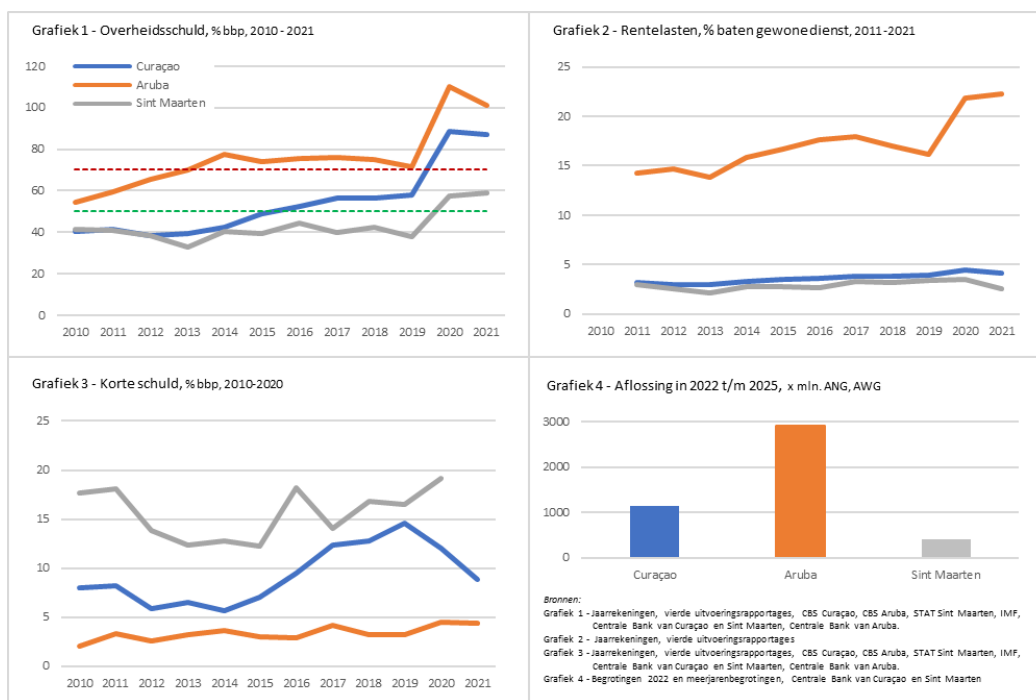 Grafiek 1 - Overheidsschuld, % bbp, 2010 - 2021
120
100
80
60
40
20
0
Curaçao
Aruba
Sint Maarten
2010 2011 2012 2013 2014 2015 2016 2017 2018 2019 2020 2021
Grafiek 2 - Rentelasten, % baten gewone dienst, 2011-2021
25
20
15
10
5
0
2010 2011 2012 2013 2014 2015 2016 2017 2018 2019 2020 2021
Grafiek 3 - Korte schuld, % bbp, 2010-2020
25
20
15
10
5
0
2010 2011 2012 2013 2014 2015 2016 2017 2018 2019 2020 2021
Grafiek 4 - Aflossing in 2022 t/m 2025, x mln. ANG, AWG
3000
2000
1000
0
Curaçao Aruba Sint Maarten
Bronnen:
Grafiek 1 - Jaarrekeningen, vierde uitvoeringsrapportages, CBS Curaçao, CBS Aruba, STAT Sint Maarten, IMF,
Centrale Bank van Curaçao en Sint Maarten, Centrale Bank van Aruba.
Grafiek 2 - Jaarrekeningen, vierde uitvoeringsrapportages
Grafiek 3 - Jaarrekeningen, vierde uitvoeringsrapportages, CBS Curaçao, CBS Aruba, STAT Sint Maarten, IMF,
Centrale Bank van Curaçao en Sint Maarten, Centrale Bank van Aruba.
Grafiek 4 - Begrotingen 2022 en meerjarenbegrotingen, Centrale Bank van Curaçao en Sint Maarten